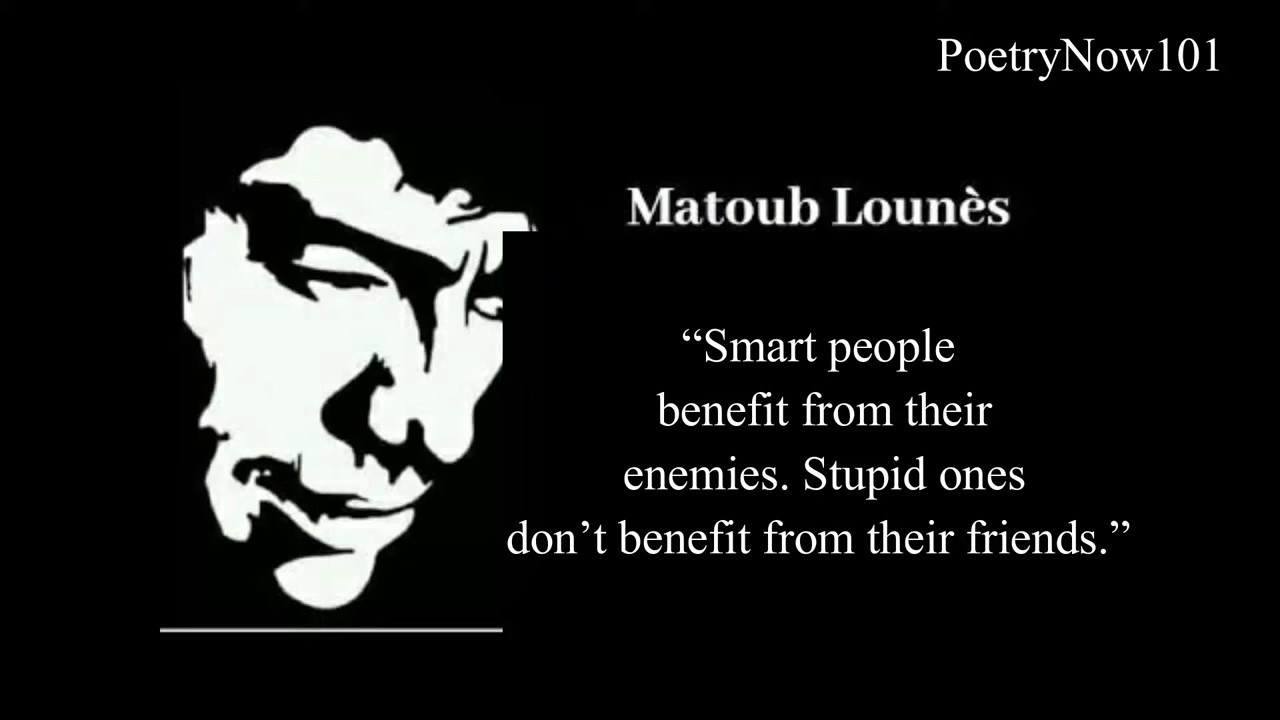 PoetryNow101
Matoub Lounès
“Smart people
benefit from their
enemies. Stupid ones
don’t benefit from their friends.”